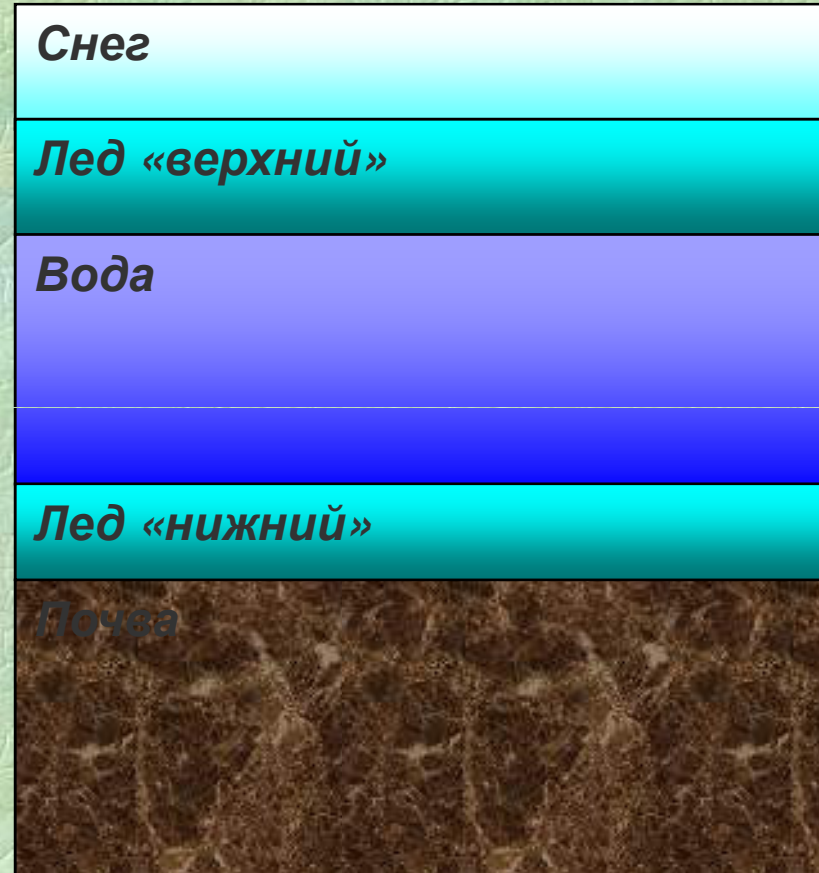 Снег
Лед «верхний»
Вода
Лед «нижний»
Почва